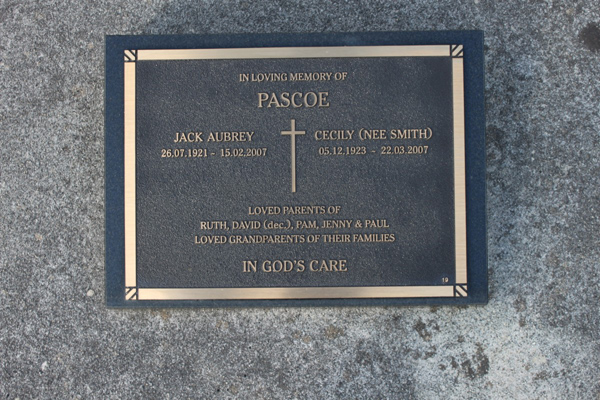 IN LOVING MEMORY OF
PASCOE
JACK AUBREY
26.07.1921 - 15.02.2007
CECILY (NEE SMITH)
05.12.1923 - 22.03.2007
LOVED PARENTS OF
RUTH, DAVID (dec.), PAM, JENNY & PAUL
LOVED GRANDPARENTS OF THEIR FAMILIES
IN GOD'S CARE
19